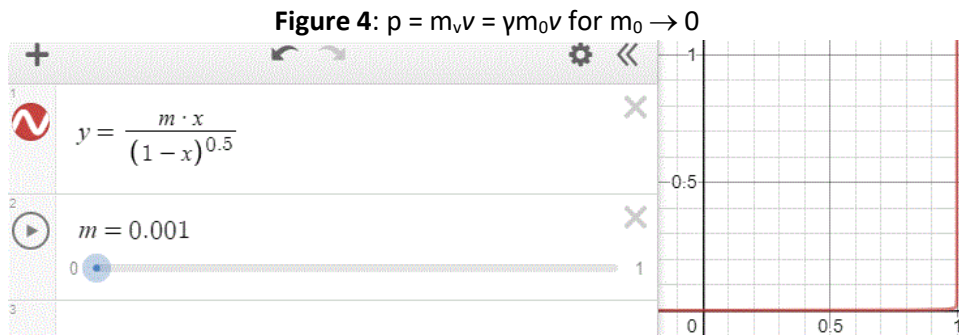 Figure 4: p = mᵥv = γm₀v for m₀ → 0
1
y = m · x / (1 − x)^0.5
2
m = 0.001
0 1
3
1
0.5
0 0.5 1